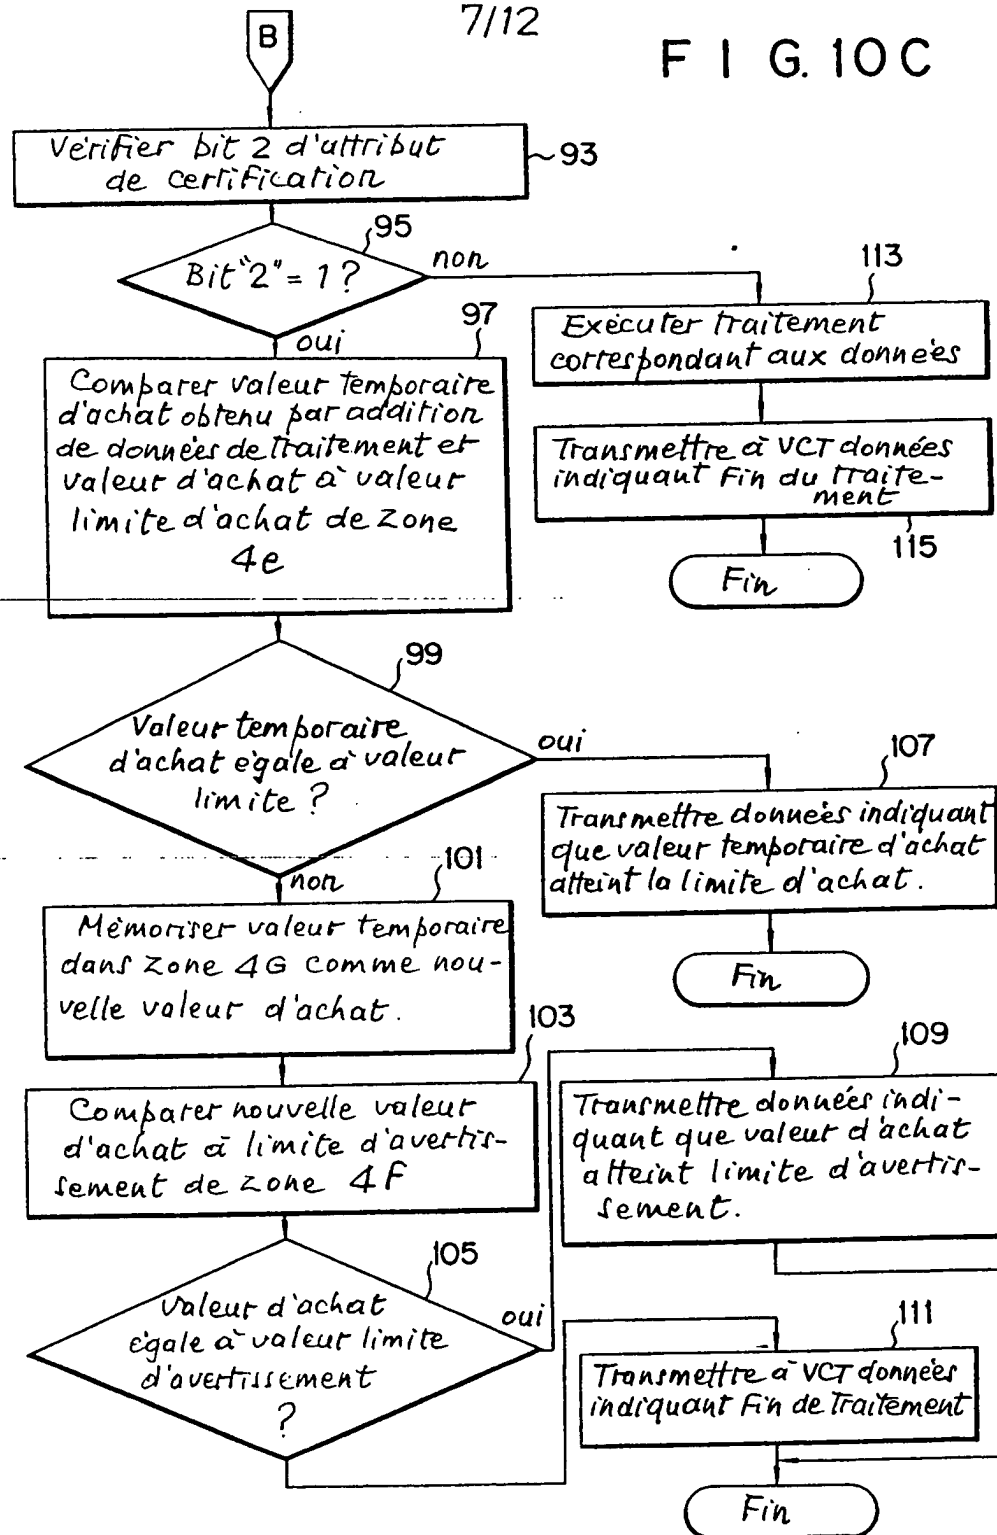 7/12
F I G. 10C
B
Vérifier bit 2 d'attribut
de certification
93
95
Bit "2" = 1 ?
non
oui
97
Comparer valeur temporaire
d'achat obtenu par addition
de données de traitement et
valeur d'achat à valeur
limite d'achat de zone
4e
113
Exécuter traitement
correspondant aux données
Transmettre à VCT données
indiquant Fin du traite-
ment
115
Fin
99
Valeur temporaire
d'achat égale à valeur
limite ?
oui
non
107
Transmettre données indiquant
que valeur temporaire d'achat
atteint la limite d'achat.
Fin
101
Mémoriser valeur temporaire
dans zone 4G comme nou-
velle valeur d'achat.
103
Comparer nouvelle valeur
d'achat à limite d'avertis-
sement de zone 4F
109
Transmettre données indi-
quant que valeur d'achat
atteint limite d'avertis-
sement.
105
Valeur d'achat
égale à valeur limite
d'avertissement
?
oui
111
Transmettre à VCT données
indiquant Fin de Traitement
Fin